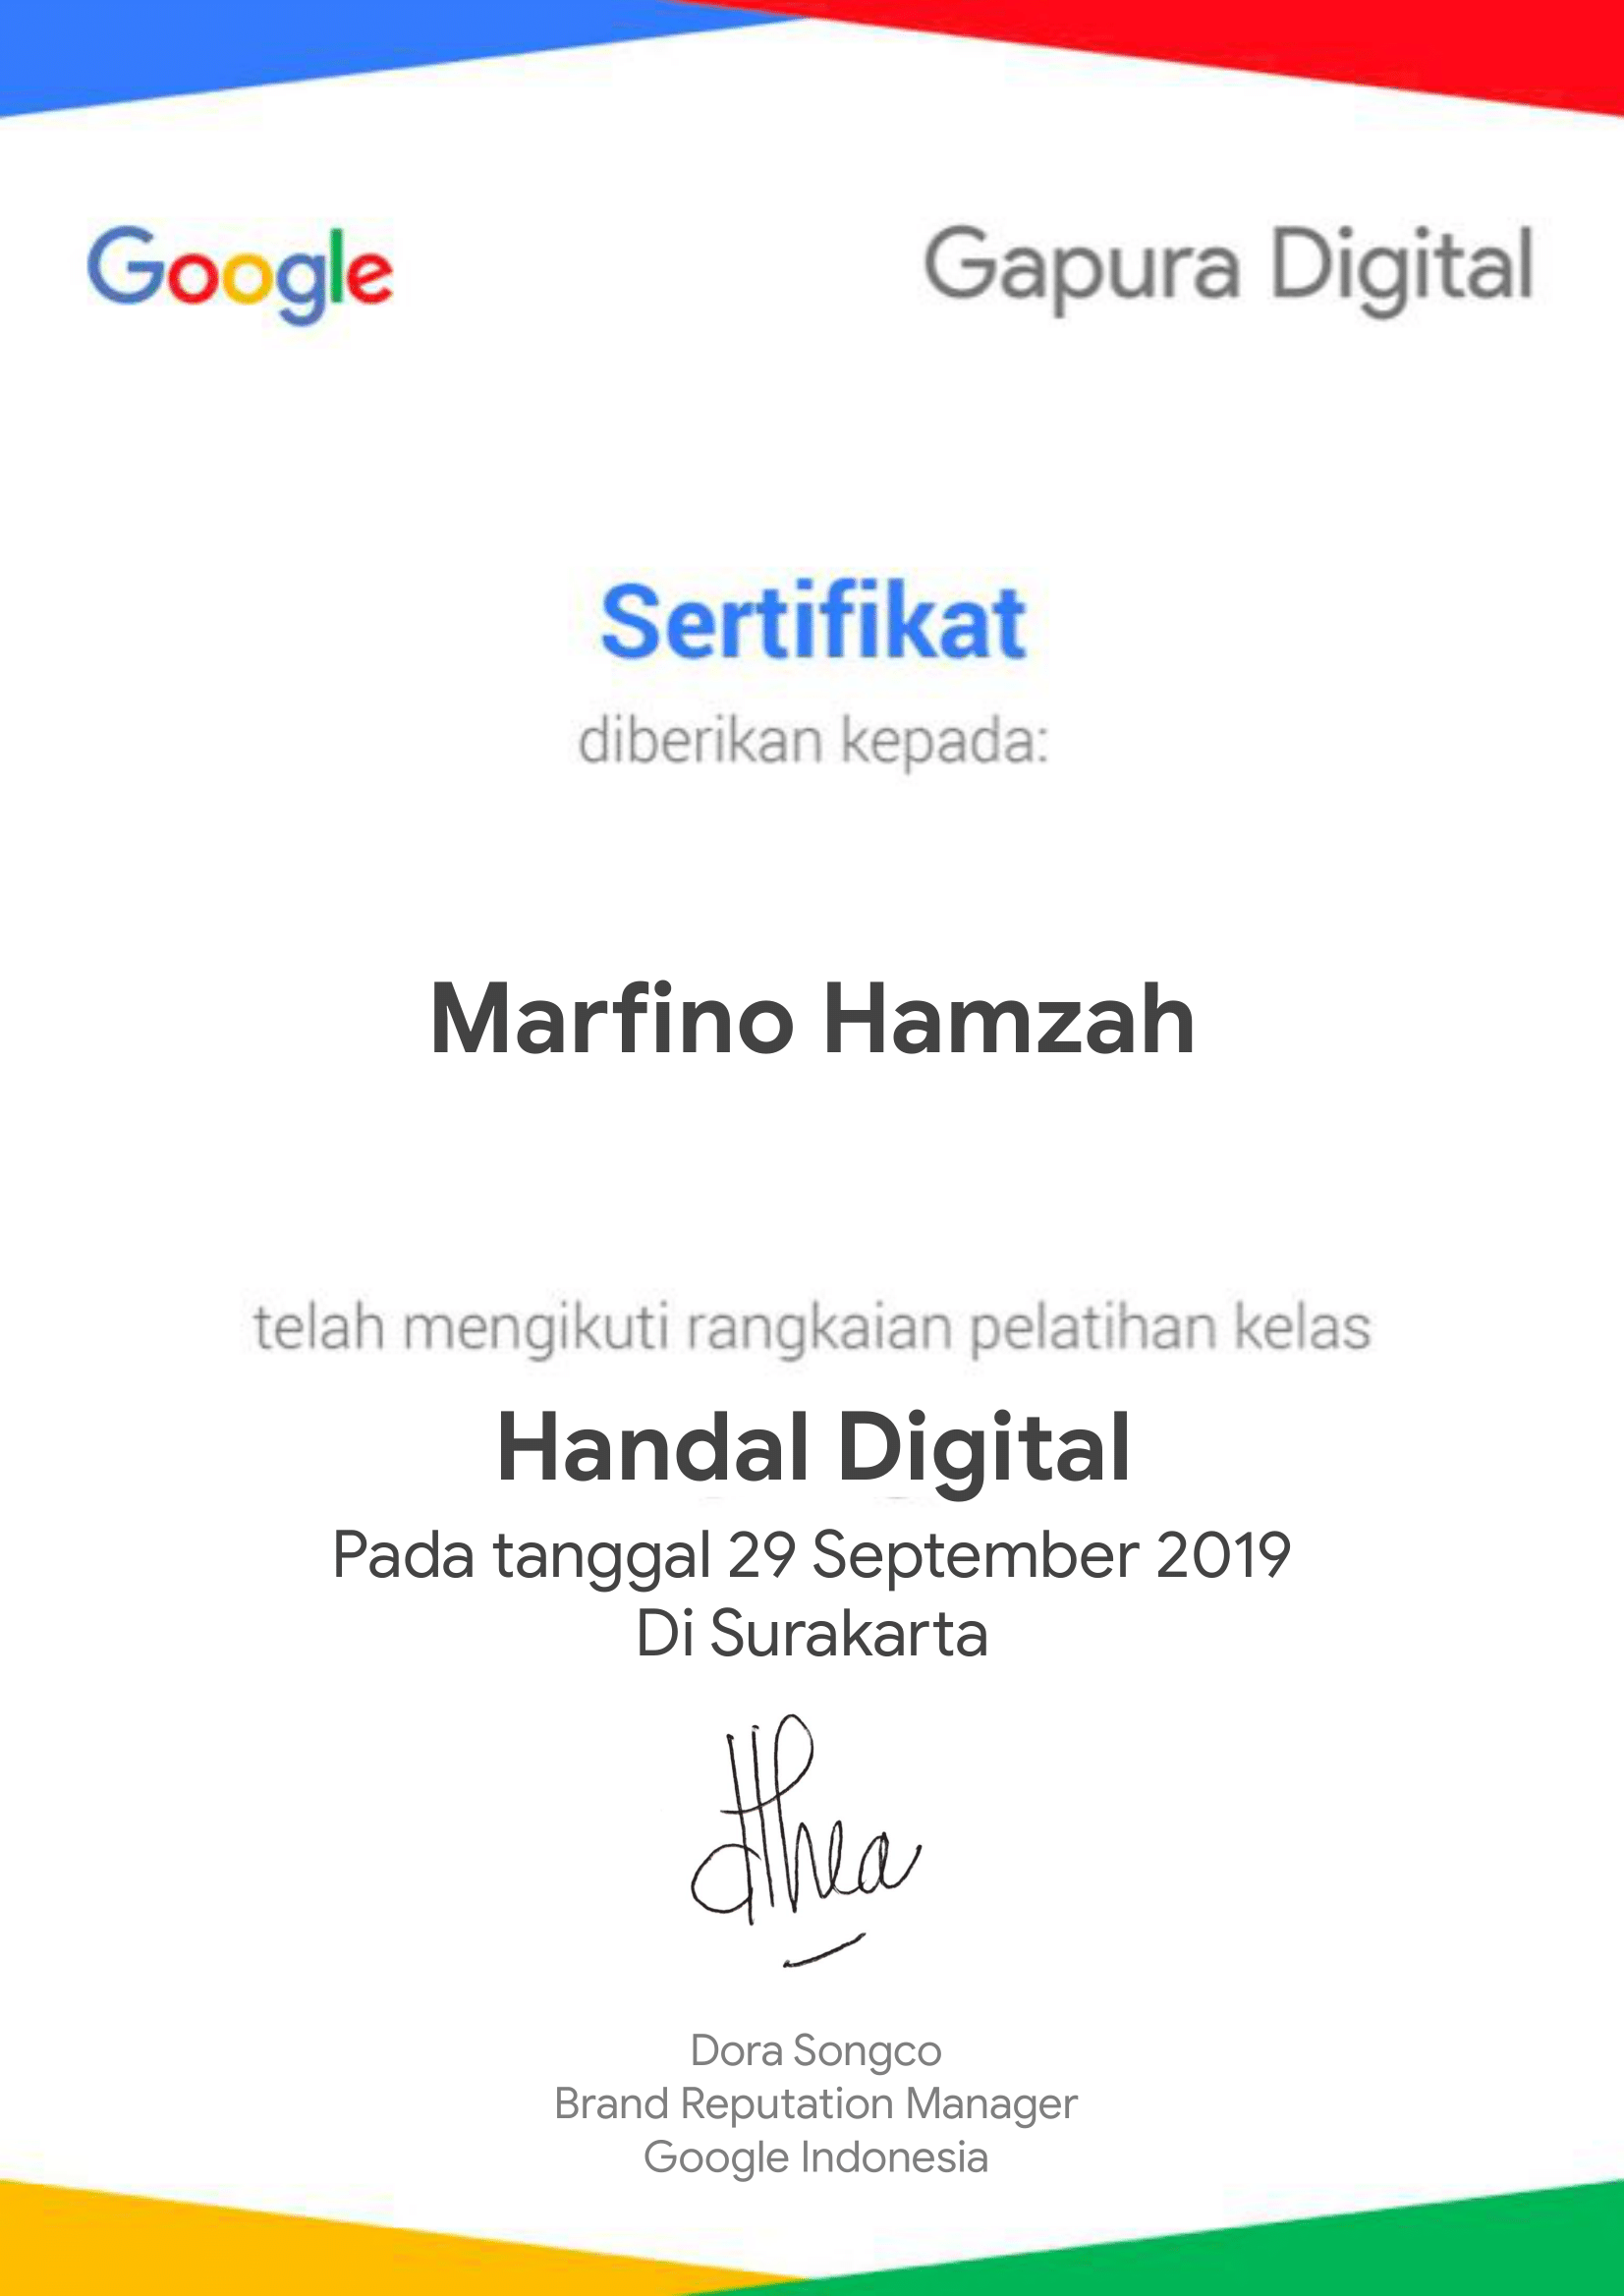 Google
Gapura Digital
Sertifikat
diberikan kepada:
Marfino Hamzah
telah mengikuti rangkaian pelatihan kelas
Handal Digital
Pada tanggal 29 September 2019
Di Surakarta
Dora Songco
Brand Reputation Manager
Google Indonesia